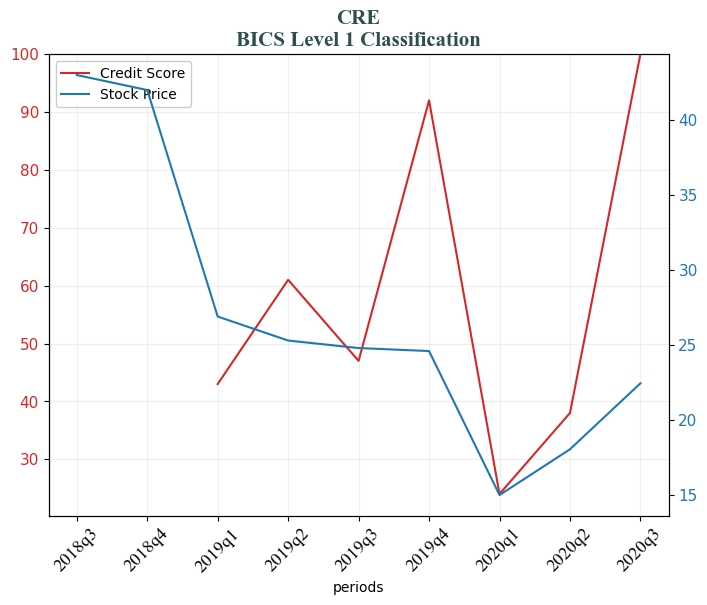 CRE
BICS Level 1 Classification
Credit Score
Stock Price
100
90
80
70
60
50
40
30
40
35
30
25
20
15
2018q3
2018q4
2019q1
2019q2
2019q3
2019q4
2020q1
2020q2
2020q3
periods